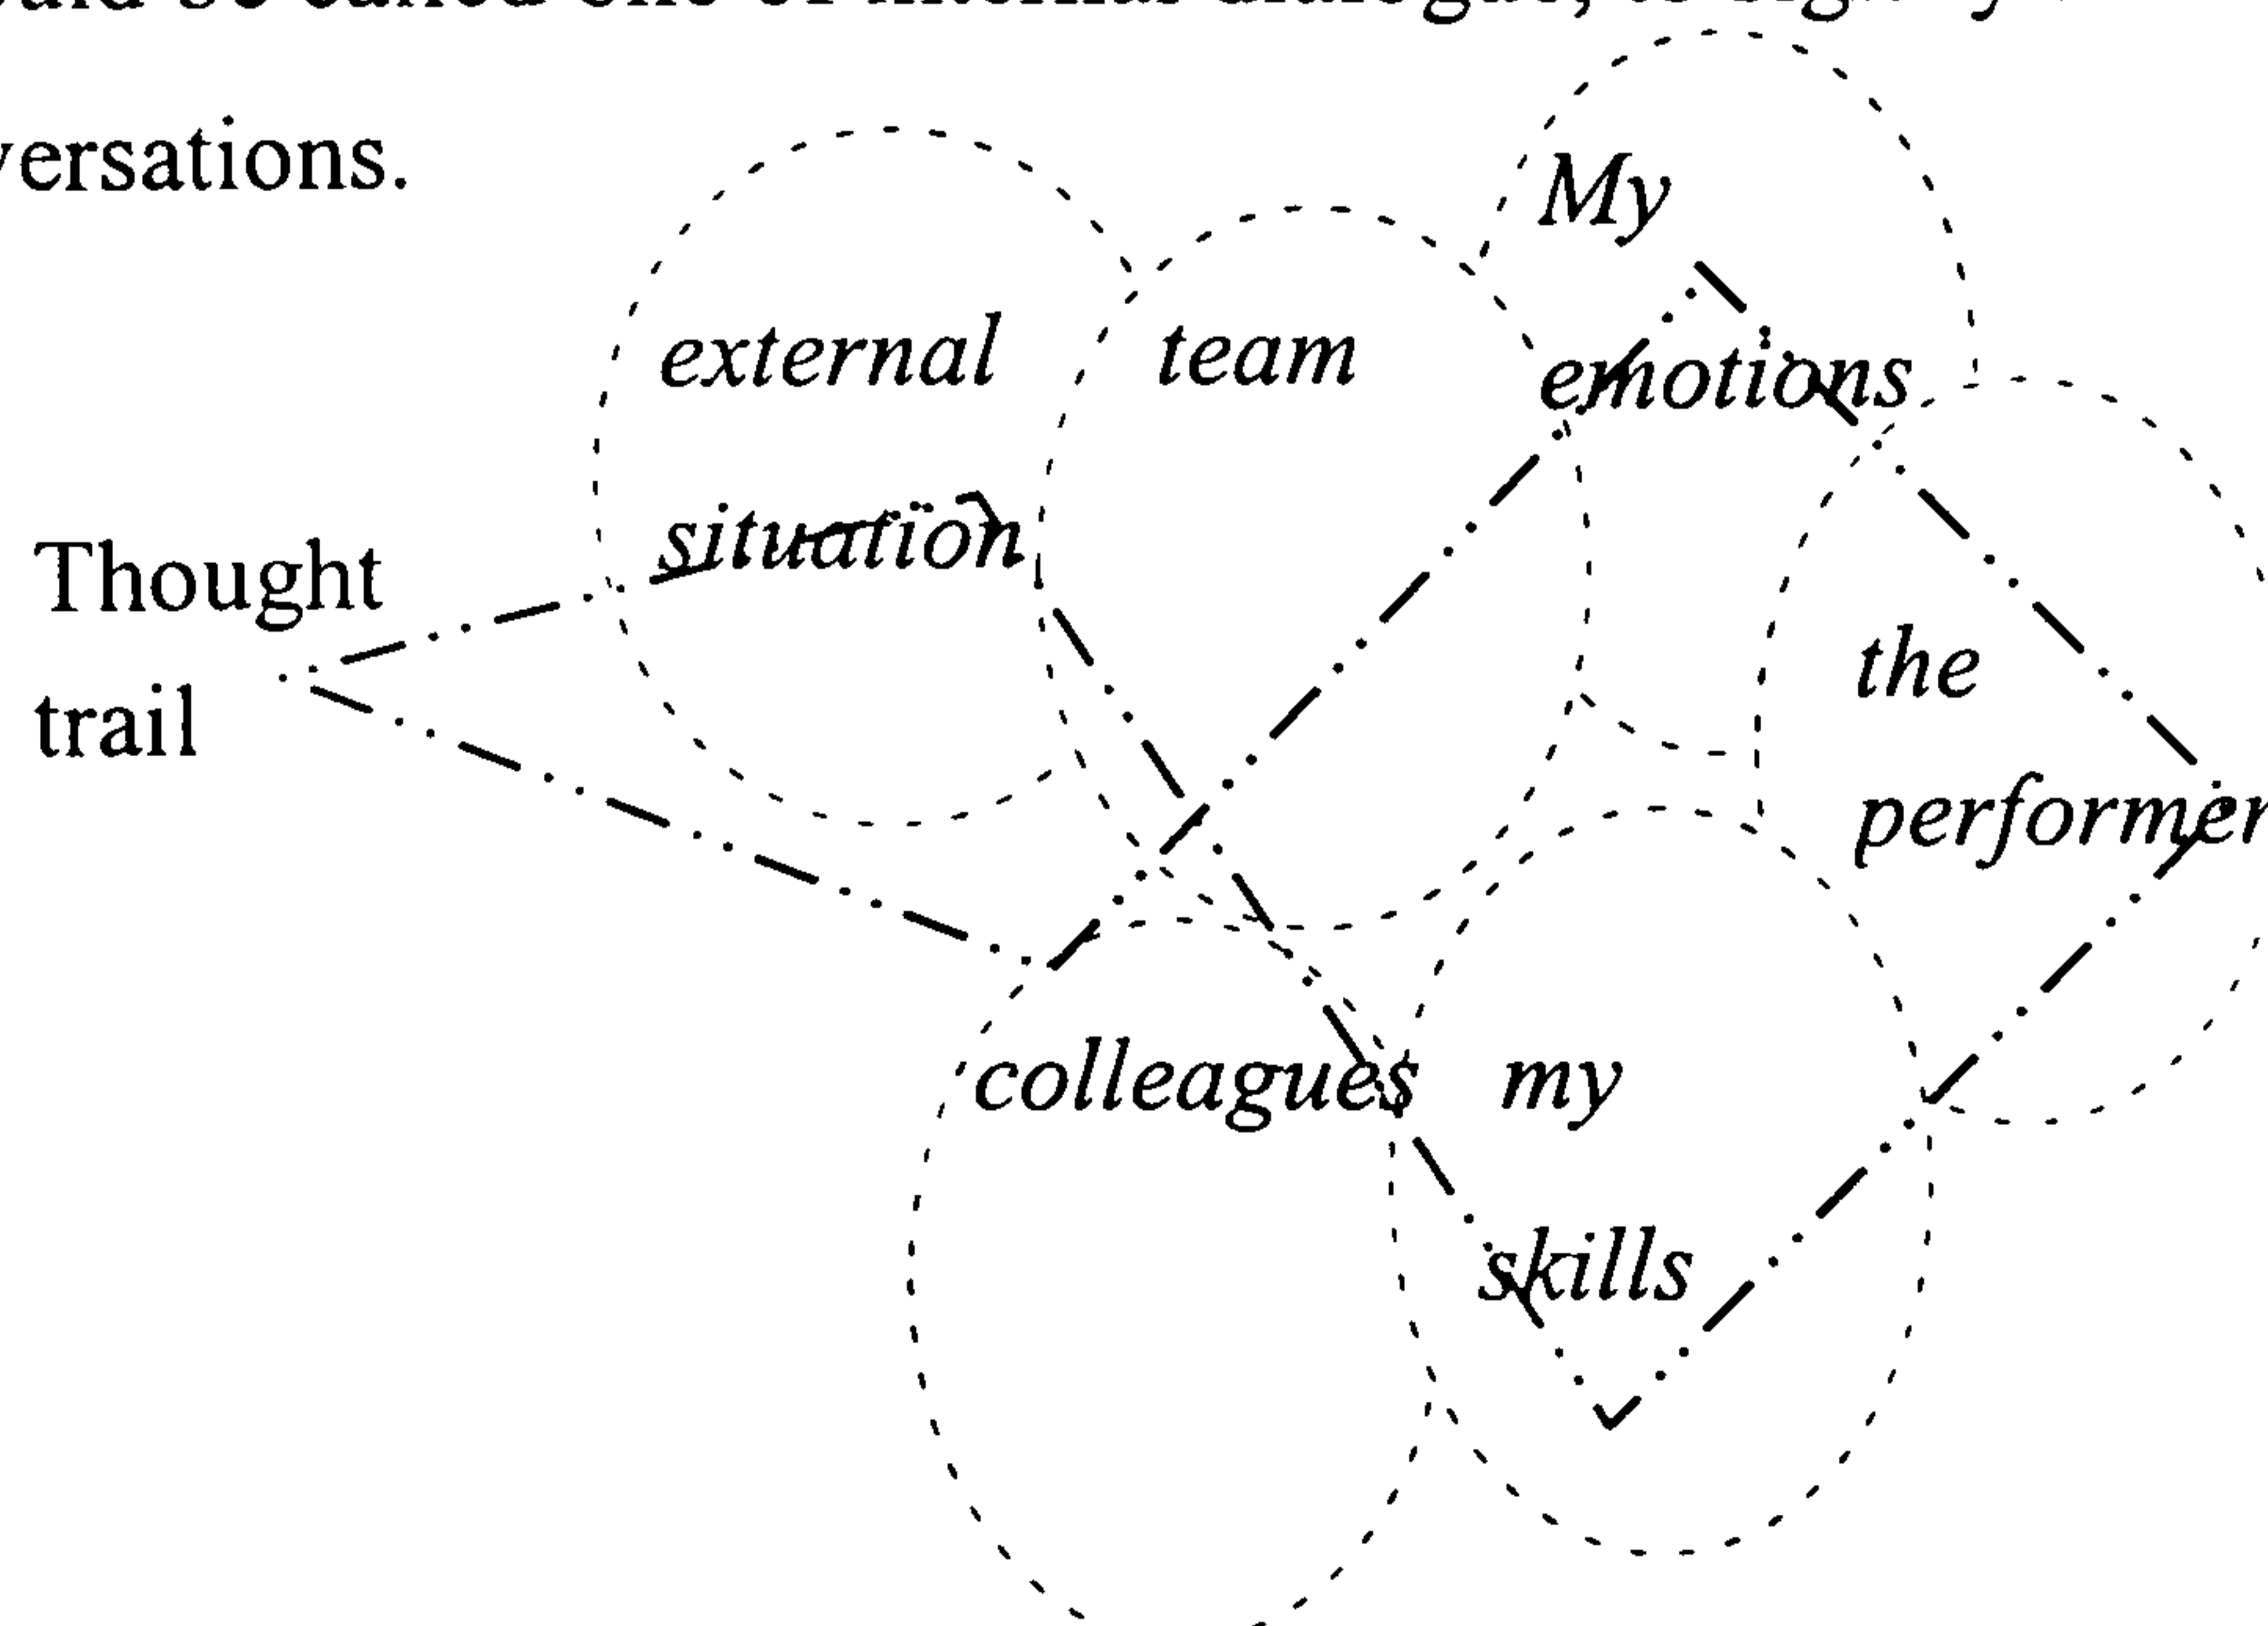 versations.
My
external team
emotions
situation
Thought
the
trail
performer
colleagues my
skills